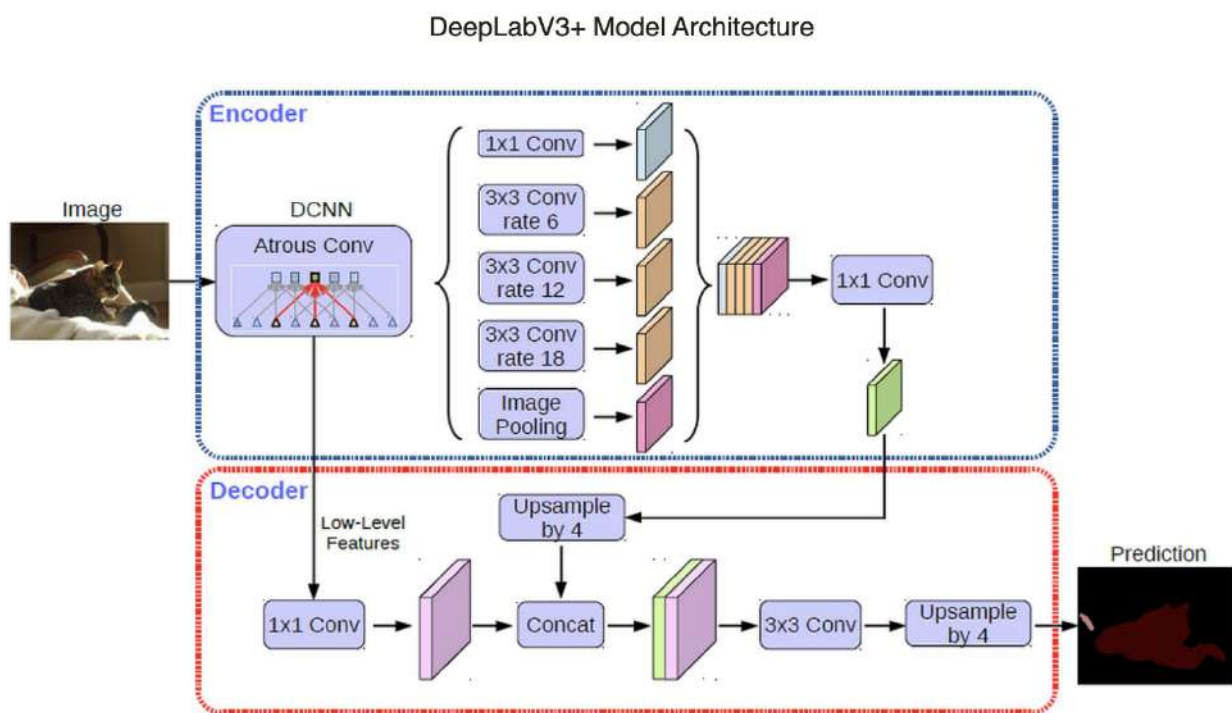 DeepLabV3+ Model Architecture
Encoder
Image
DCNN
Atrous Conv
1x1 Conv
3x3 Conv
rate 6
3x3 Conv
rate 12
3x3 Conv
rate 18
Image
Pooling
1x1 Conv
Decoder
Low-Level
Features
Upsample
by 4
1x1 Conv
Concat
3x3 Conv
Upsample
by 4
Prediction